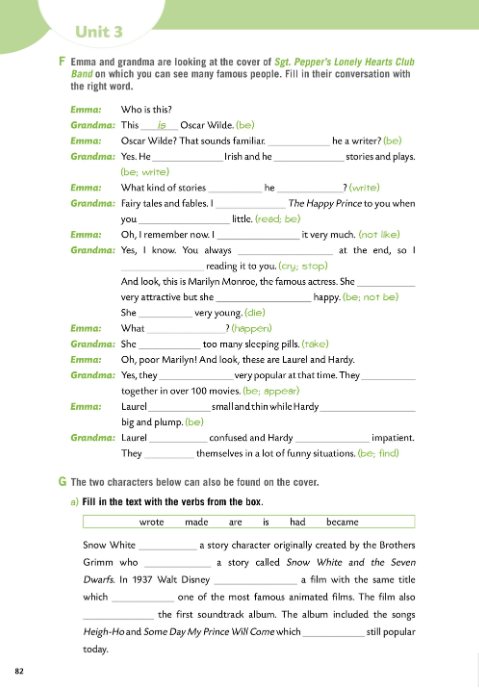 Unit 3
F Emma and grandma are looking at the cover of Sgt. Pepper's Lonely Hearts Club
Band on which you can see many famous people. Fill in their conversation with
the right word.
Emma: Who is this?
Grandma: This is Oscar Wilde. (be)
Emma: Oscar Wilde? That sounds familiar. ____________ he a writer? (be)
Grandma: Yes. He ______________ Irish and he ______________ stories and plays.
(be; write)
Emma: What kind of stories ___________ he _____________? (write)
Grandma: Fairy tales and fables. I ______________ The Happy Prince to you when
you __________________ little. (read; be)
Emma: Oh, I remember now. I ________________ it very much. (not like)
Grandma: Yes, I know. You always ___________________ at the end, so I
________________ reading it to you. (cry; stop)
And look, this is Marilyn Monroe, the famous actress. She ___________
very attractive but she ___________________ happy. (be; not be)
She ___________ very young. (die)
Emma: What ________________? (happen)
Grandma: She ____________ too many sleeping pills. (take)
Emma: Oh, poor Marilyn! And look, these are Laurel and Hardy.
Grandma: Yes, they _______________ very popular at that time. They ___________
together in over 100 movies. (be; appear)
Emma: Laurel ____________ small and thin while Hardy ___________________
big and plump. (be)
Grandma: Laurel ____________ confused and Hardy _______________ impatient.
They __________ themselves in a lot of funny situations. (be; find)
G The two characters below can also be found on the cover.
a) Fill in the text with the verbs from the box.
wrote made are is had became
Snow White ____________ a story character originally created by the Brothers
Grimm who _____________ a story called Snow White and the Seven
Dwarfs. In 1937 Walt Disney ________________ a film with the same title
which ____________ one of the most famous animated films. The film also
______________ the first soundtrack album. The album included the songs
Heigh-Ho and Some Day My Prince Will Come which ____________ still popular
today.
82